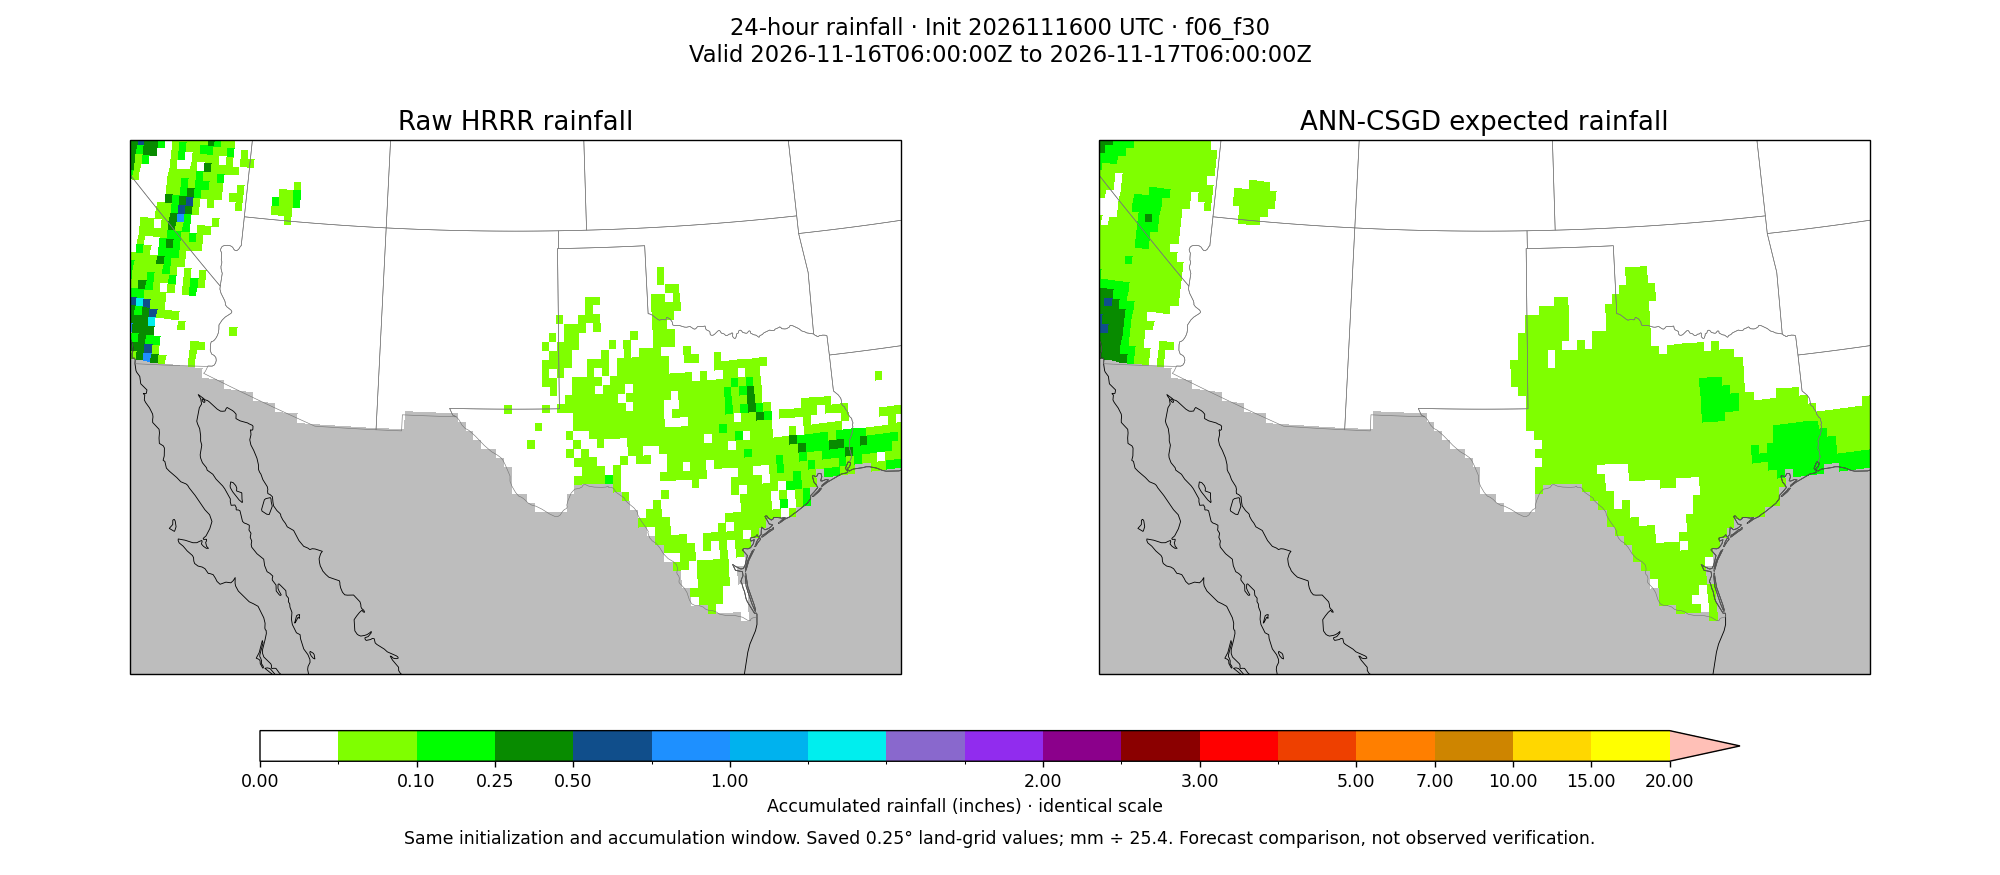 24-hour rainfall · Init 2026111600 UTC · f06_f30
Valid 2026-11-16T06:00:00Z to 2026-11-17T06:00:00Z
Raw HRRR rainfall
ANN-CSGD expected rainfall
0.00 0.10 0.25 0.50 1.00 2.00 3.00 5.00 7.00 10.00 15.00 20.00
Accumulated rainfall (inches) · identical scale
Same initialization and accumulation window. Saved 0.25° land-grid values; mm ÷ 25.4. Forecast comparison, not observed verification.